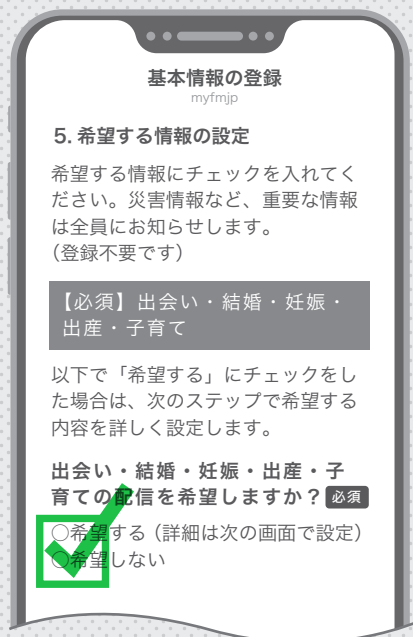 基本情報の登録
myfmjp
5. 希望する情報の設定
希望する情報にチェックを入れてく
ださい。災害情報など、重要な情報
は全員にお知らせします。
（登録不要です）
【必須】出会い・結婚・妊娠・
出産・子育て
以下で「希望する」にチェックをし
た場合は、次のステップで希望する
内容を詳しく設定します。
出会い・結婚・妊娠・出産・子
育ての配信を希望しますか？ 必須
○希望する（詳細は次の画面で設定）
○希望しない